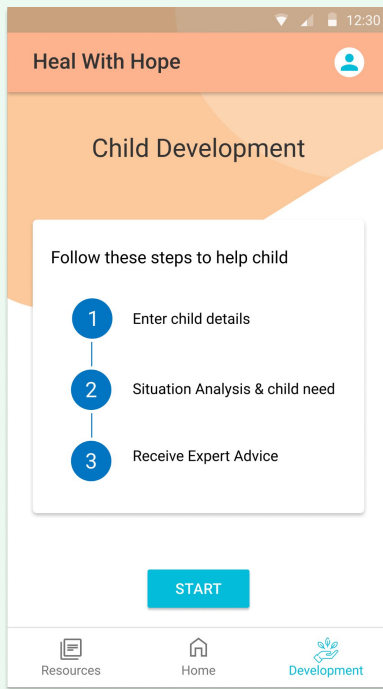 12:30
Heal With Hope
Child Development
Follow these steps to help child
1 Enter child details
2 Situation Analysis & child need
3 Receive Expert Advice
START
Resources Home Development